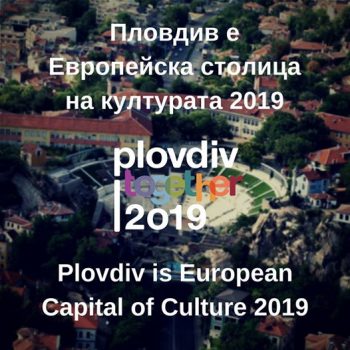 Пловдив е
Европейска столица
на културата 2019
plovdiv
together
2019
Plovdiv is European
Capital of Culture 2019